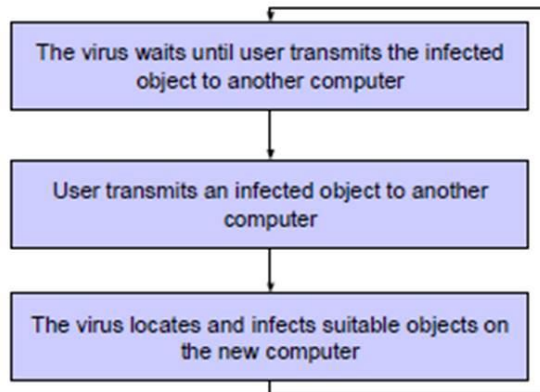 The virus waits until user transmits the infected
object to another computer
User transmits an infected object to another
computer
The virus locates and infects suitable objects on
the new computer